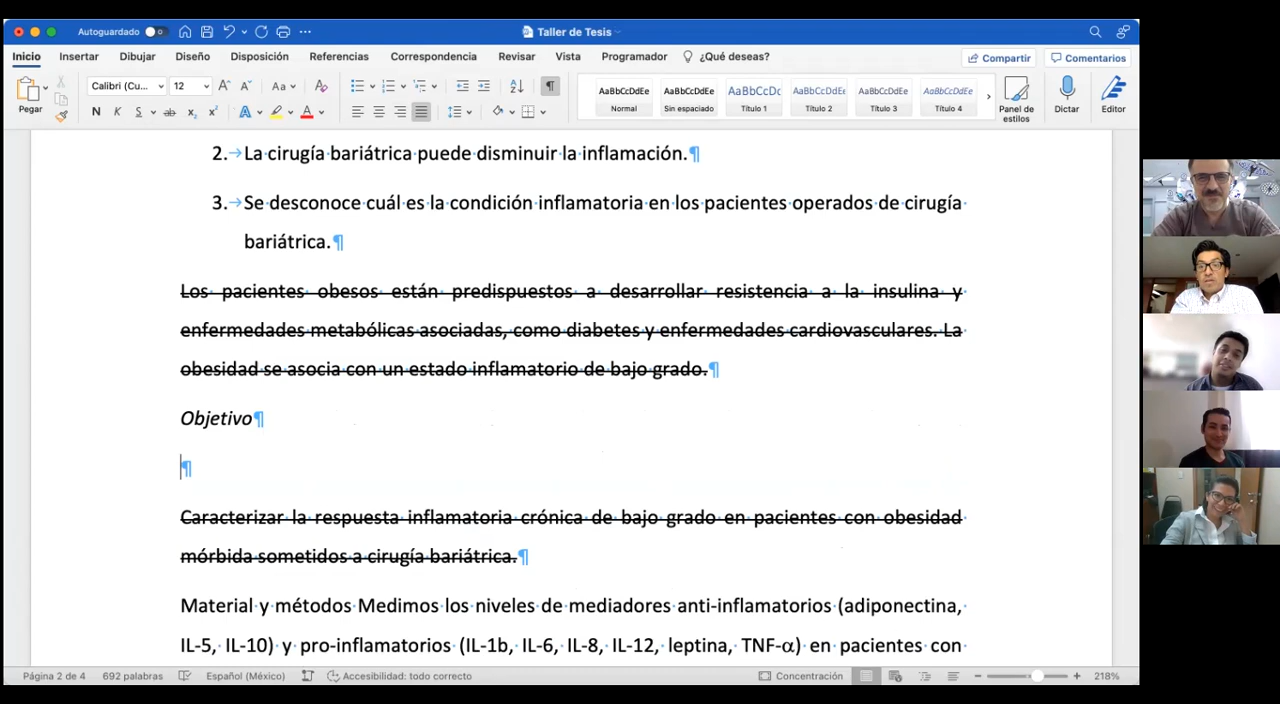 Autoguardado
Taller de Tesis
Inicio Insertar Dibujar Diseño Disposición Referencias Correspondencia Revisar Vista Programador ¿Qué deseas? Compartir Comentarios
Pegar
Calibri (Cu... 12
AaBbCcDdEe AaBbCcDdEe AaBbCcDc AaBbCcDdEe AaBbCcDdEe AaBbCcDdEe
Normal Sin espaciado Título 1 Título 2 Título 3 Título 4
Panel de estilos Dictar Editor
2. La cirugía bariátrica puede disminuir la inflamación.¶
3. Se desconoce cuál es la condición inflamatoria en los pacientes operados de cirugía
bariátrica.¶
Los pacientes obesos están predispuestos a desarrollar resistencia a la insulina y
enfermedades metabólicas asociadas, como diabetes y enfermedades cardiovasculares. La
obesidad se asocia con un estado inflamatorio de bajo grado.¶
Objetivo¶
¶
Caracterizar la respuesta inflamatoria crónica de bajo grado en pacientes con obesidad
mórbida sometidos a cirugía bariátrica.¶
Material y métodos Medimos los niveles de mediadores anti-inflamatorios (adiponectina,
IL-5, IL-10) y pro-inflamatorios (IL-1b, IL-6, IL-8, IL-12, leptina, TNF-α) en pacientes con
Página 2 de 4 692 palabras Español (México) Accesibilidad: todo correcto Concentración 218%